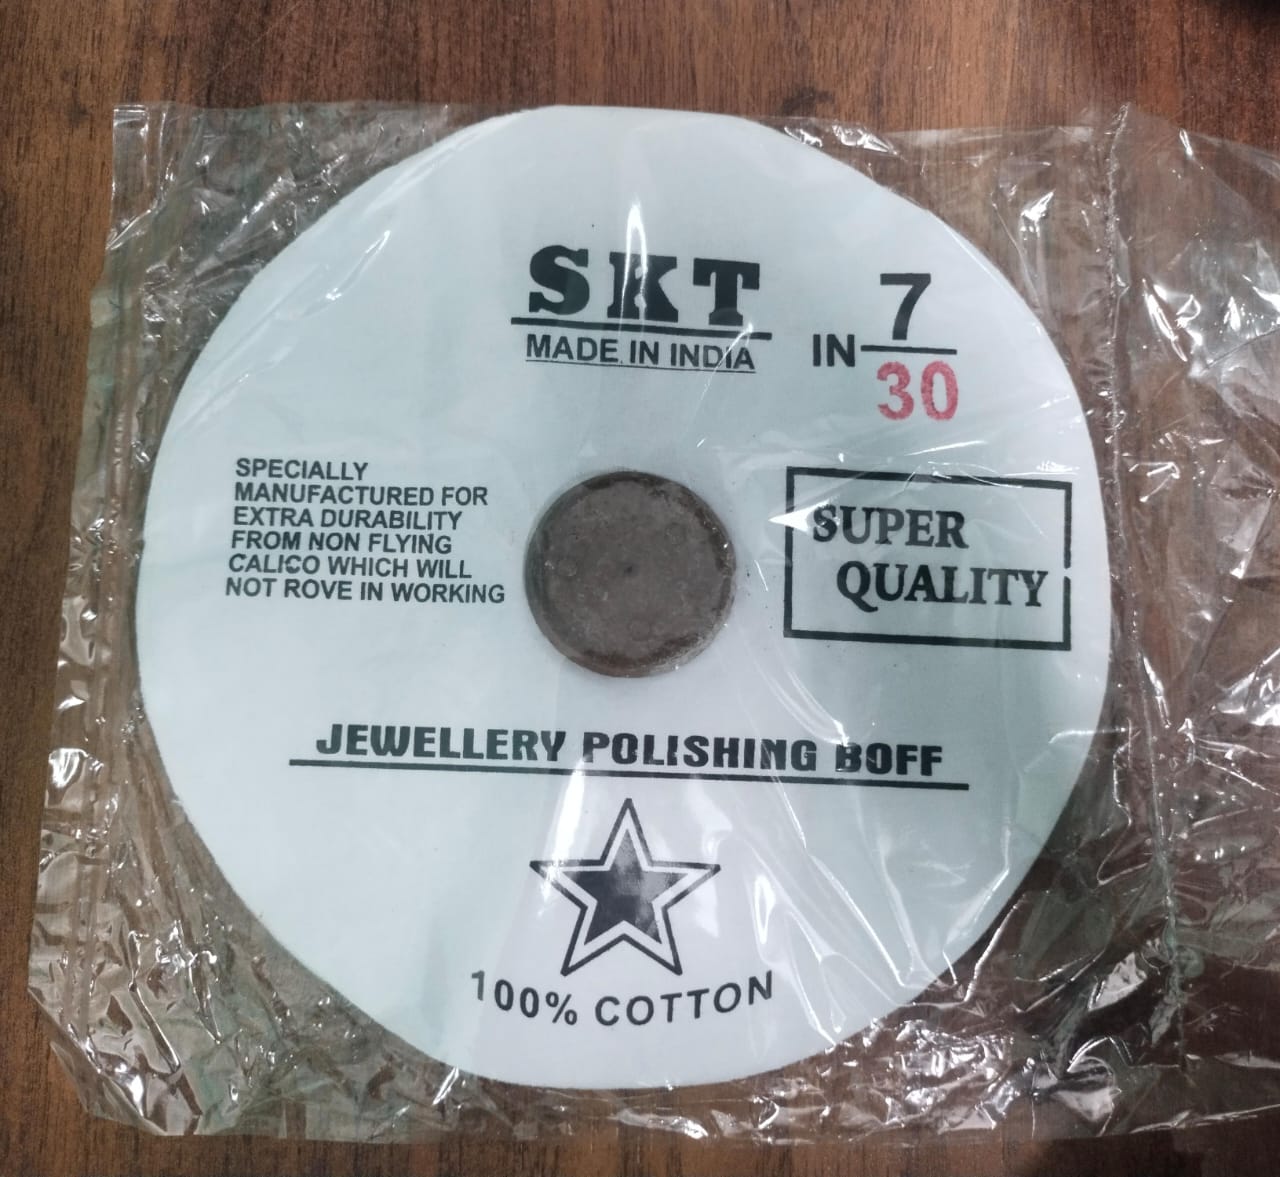 SKT
MADE IN INDIA
IN 7
30
SPECIALLY
MANUFACTURED FOR
EXTRA DURABILITY
FROM NON FLYING
CALICO WHICH WILL
NOT ROVE IN WORKING
SUPER
QUALITY
JEWELLERY POLISHING BOFF
100% COTTON